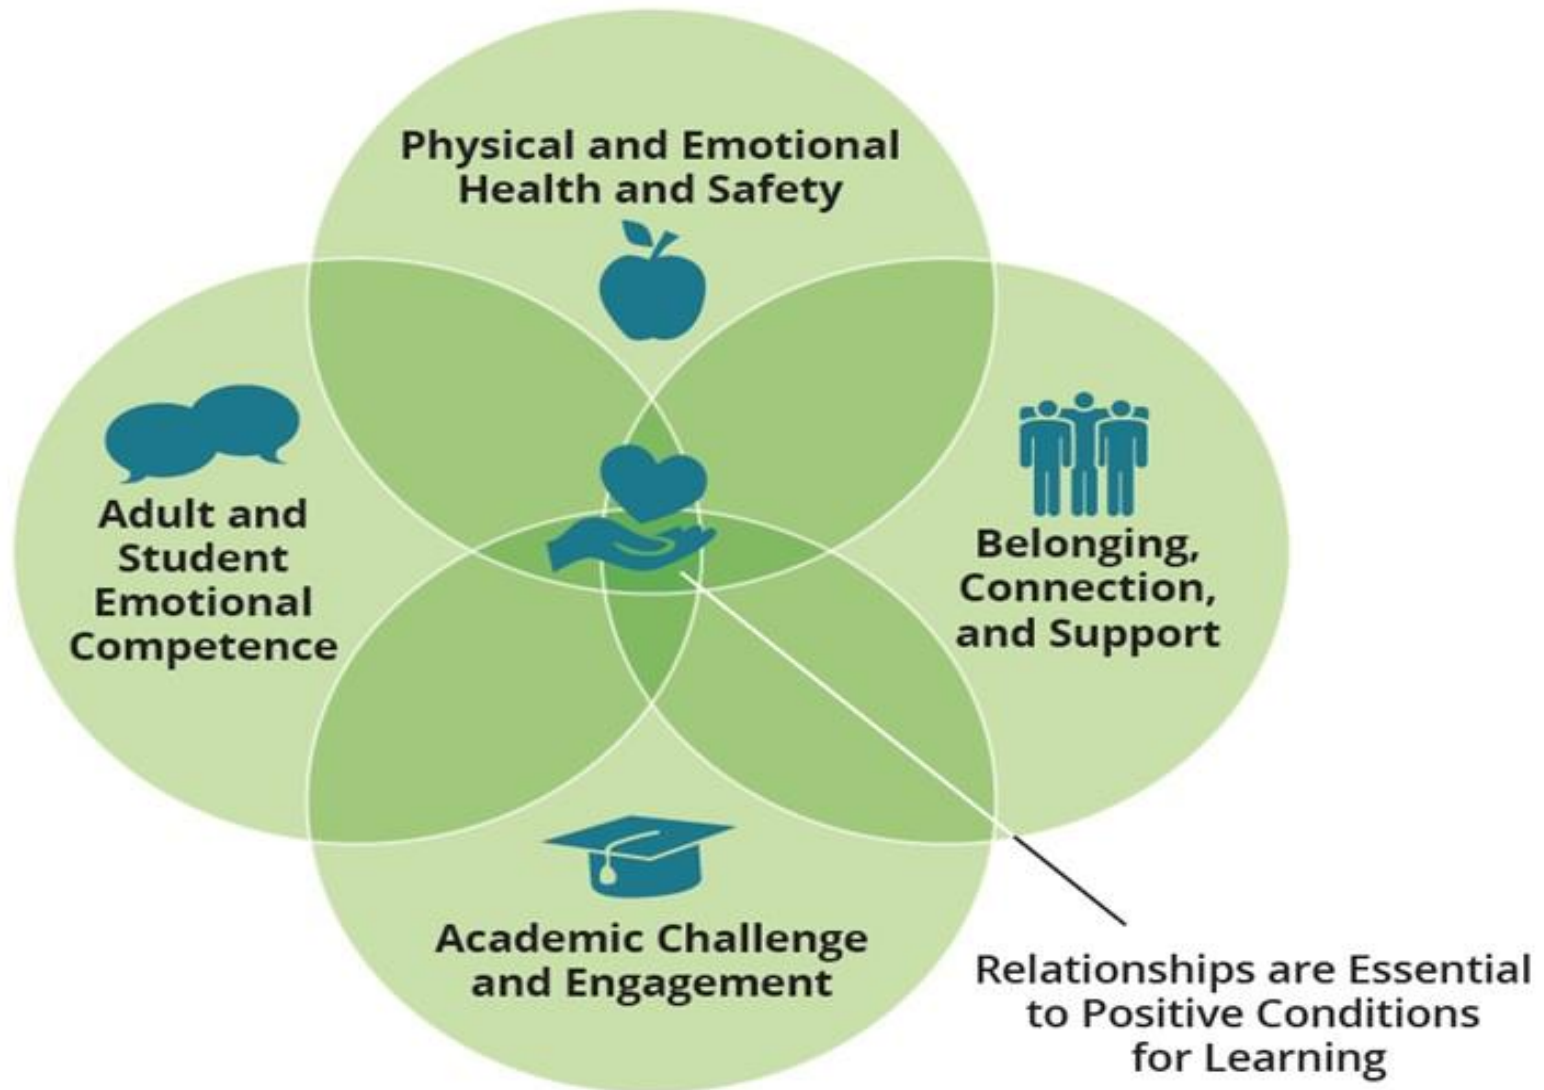 Physical and Emotional
Health and Safety
Adult and
Student
Emotional
Competence
Belonging,
Connection,
and Support
Academic Challenge
and Engagement
Relationships are Essential
to Positive Conditions
for Learning